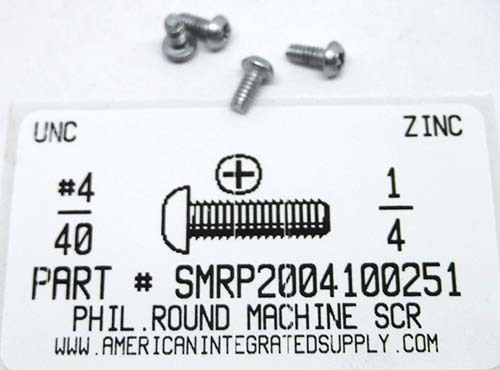 UNC ZINC
#4 1
40 4
PART # SMRP2004100251
PHIL.ROUND MACHINE SCR
WWW.AMERICANINTEGRATEDSUPPLY.COM